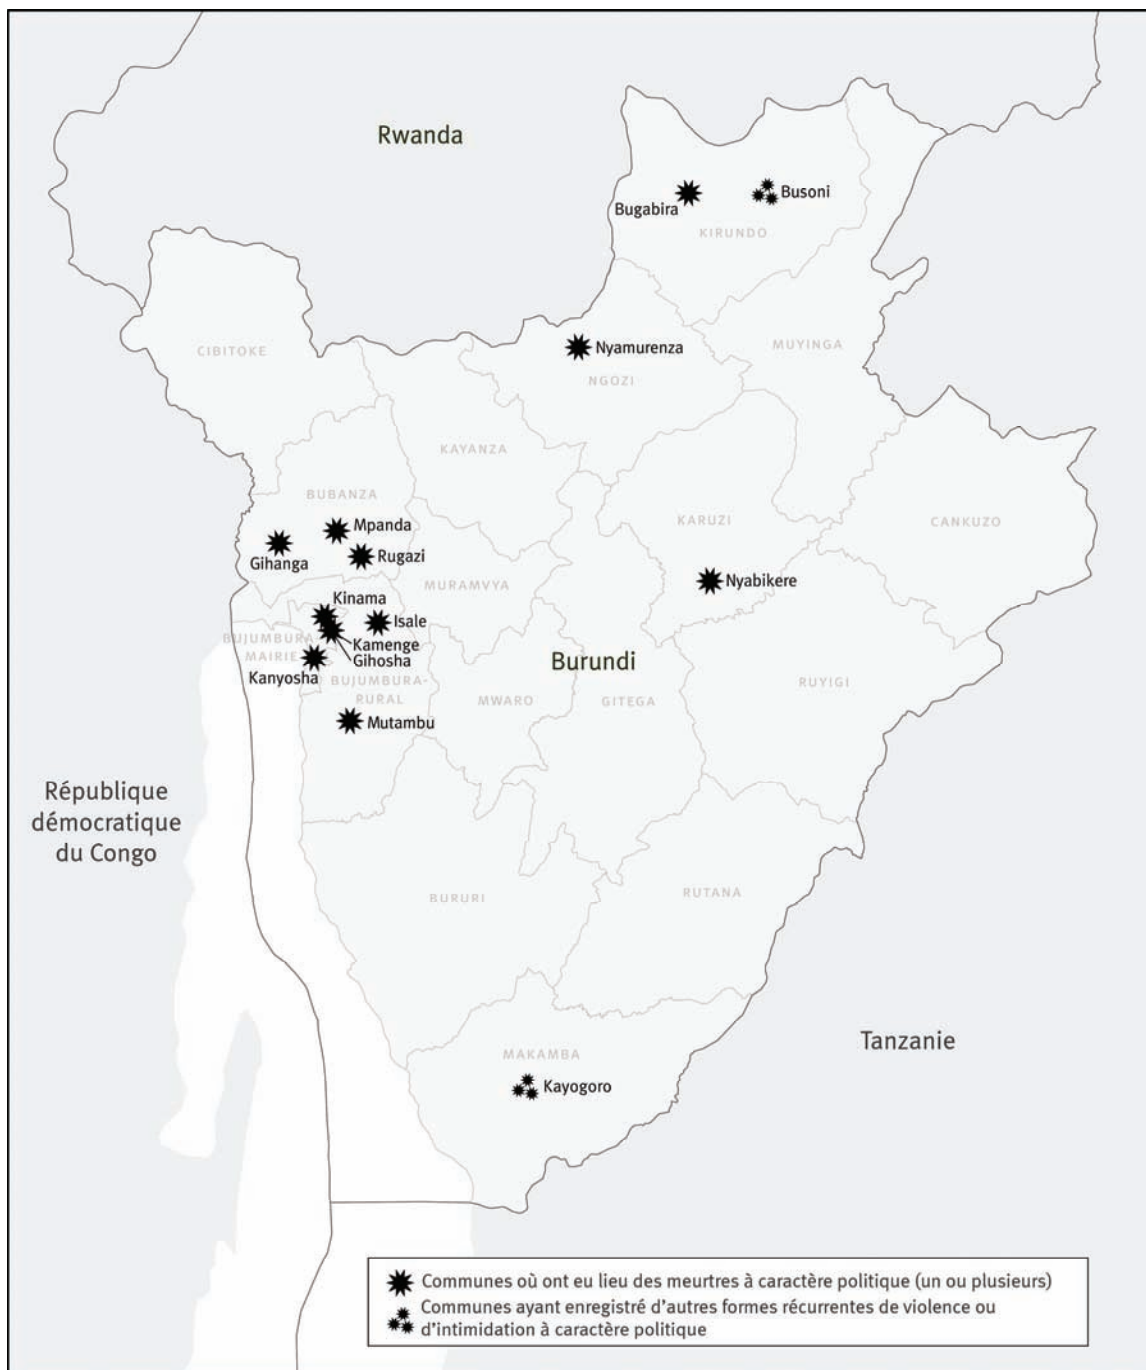 Rwanda
Bugabira
Busoni
KIRUNDO
CIBITOKE
Nyamurenza
MUYINGA
NGOZI
KAYANZA
BUBANZA
Mpanda
Gihanga
Rugazi
KARUZI
CANKUZO
MURAMVYA
Nyabikere
Kinama
Isale
BUJUMBURA-
MAIRIE
Kamenge
Gihosha
Kanyosha
BUJUMBURA-
RURAL
Burundi
MWARO
GITEGA
RUYIGI
Mutambu
République
démocratique
du Congo
BURURI
RUTANA
Tanzanie
MAKAMBA
Kayogoro
Communes où ont eu lieu des meurtres à caractère politique (un ou plusieurs)
Communes ayant enregistré d'autres formes récurrentes de violence ou
d'intimidation à caractère politique